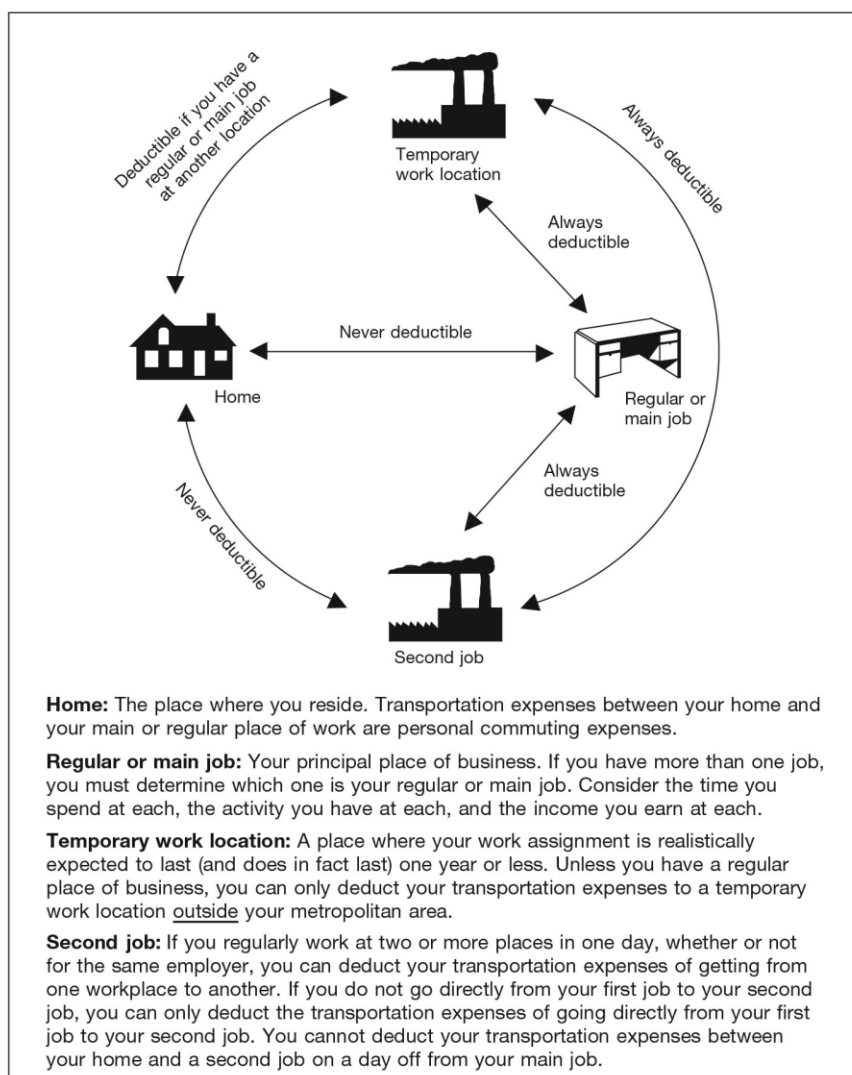 Deductible if you have a
regular or main job
at another location
Temporary
work location
Always deductible
Always
deductible
Never deductible
Home
Regular or
main job
Always
deductible
Never deductible
Second job
Home: The place where you reside. Transportation expenses between your home and
your main or regular place of work are personal commuting expenses.
Regular or main job: Your principal place of business. If you have more than one job,
you must determine which one is your regular or main job. Consider the time you
spend at each, the activity you have at each, and the income you earn at each.
Temporary work location: A place where your work assignment is realistically
expected to last (and does in fact last) one year or less. Unless you have a regular
place of business, you can only deduct your transportation expenses to a temporary
work location outside your metropolitan area.
Second job: If you regularly work at two or more places in one day, whether or not
for the same employer, you can deduct your transportation expenses of getting from
one workplace to another. If you do not go directly from your first job to your second
job, you can only deduct the transportation expenses of going directly from your first
job to your second job. You cannot deduct your transportation expenses between
your home and a second job on a day off from your main job.